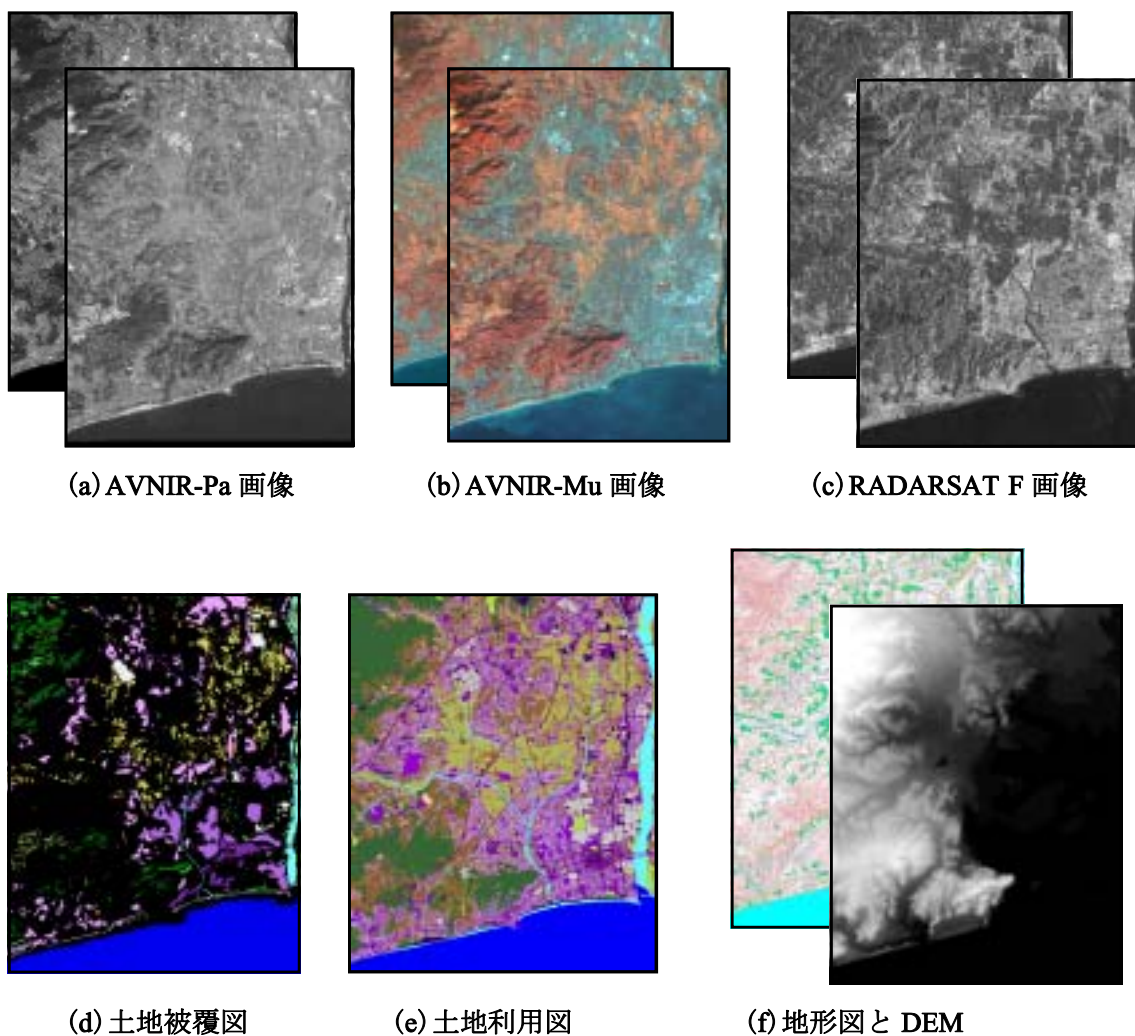 (a) AVNIR-Pa 画像
(b) AVNIR-Mu 画像
(c) RADARSAT F 画像
(d) 土地被覆図
(e) 土地利用図
(f) 地形図と DEM